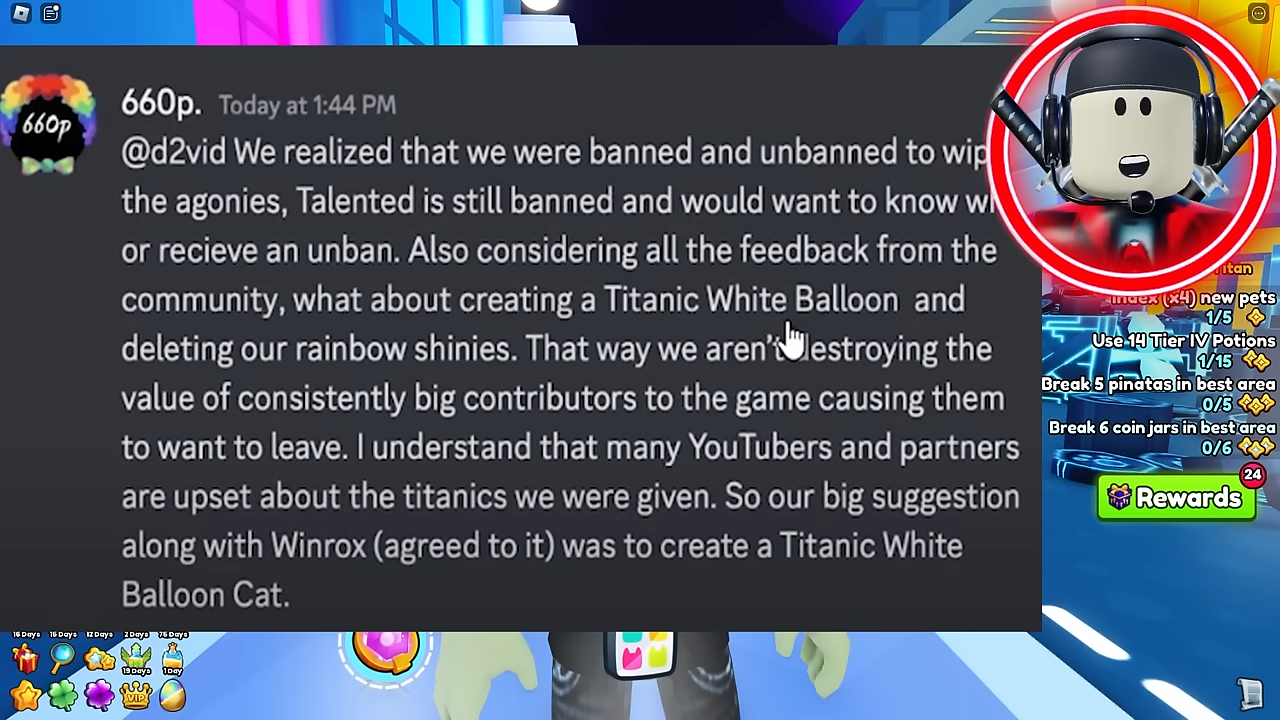 660p. Today at 1:44 PM
660p
@d2vid We realized that we were banned and unbanned to wip
the agonies, Talented is still banned and would want to know
or recieve an unban. Also considering all the feedback from the
community, what about creating a Titanic White Balloon and
deleting our rainbow shinies. That way we aren't destroying the
value of consistently big contributors to the game causing them
to want to leave. I understand that many YouTubers and partners
are upset about the titanics we were given. So our big suggestion
along with Winrox (agreed to it) was to create a Titanic White
Balloon Cat.
Titan
Index (x4) new pets
1/5
Use 14 Tier IV Potions
1/15
Break 5 pinatas in best area
0/5
Break 6 coin jars in best area
0/6
24
Rewards
16 Days 15 Days 12 Days 2 Days 76 Days
19 Days 1 Day
VIP